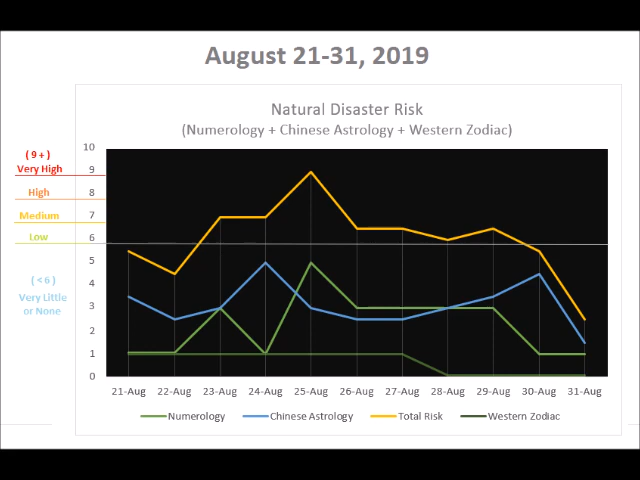 August 21-31, 2019
Natural Disaster Risk
(Numerology + Chinese Astrology + Western Zodiac)
( 9 + )
Very High
High
Medium
Low
( < 6 )
Very Little
or None
10
9
8
7
6
5
4
3
2
1
0
21-Aug 22-Aug 23-Aug 24-Aug 25-Aug 26-Aug 27-Aug 28-Aug 29-Aug 30-Aug 31-Aug
Numerology Chinese Astrology Total Risk Western Zodiac